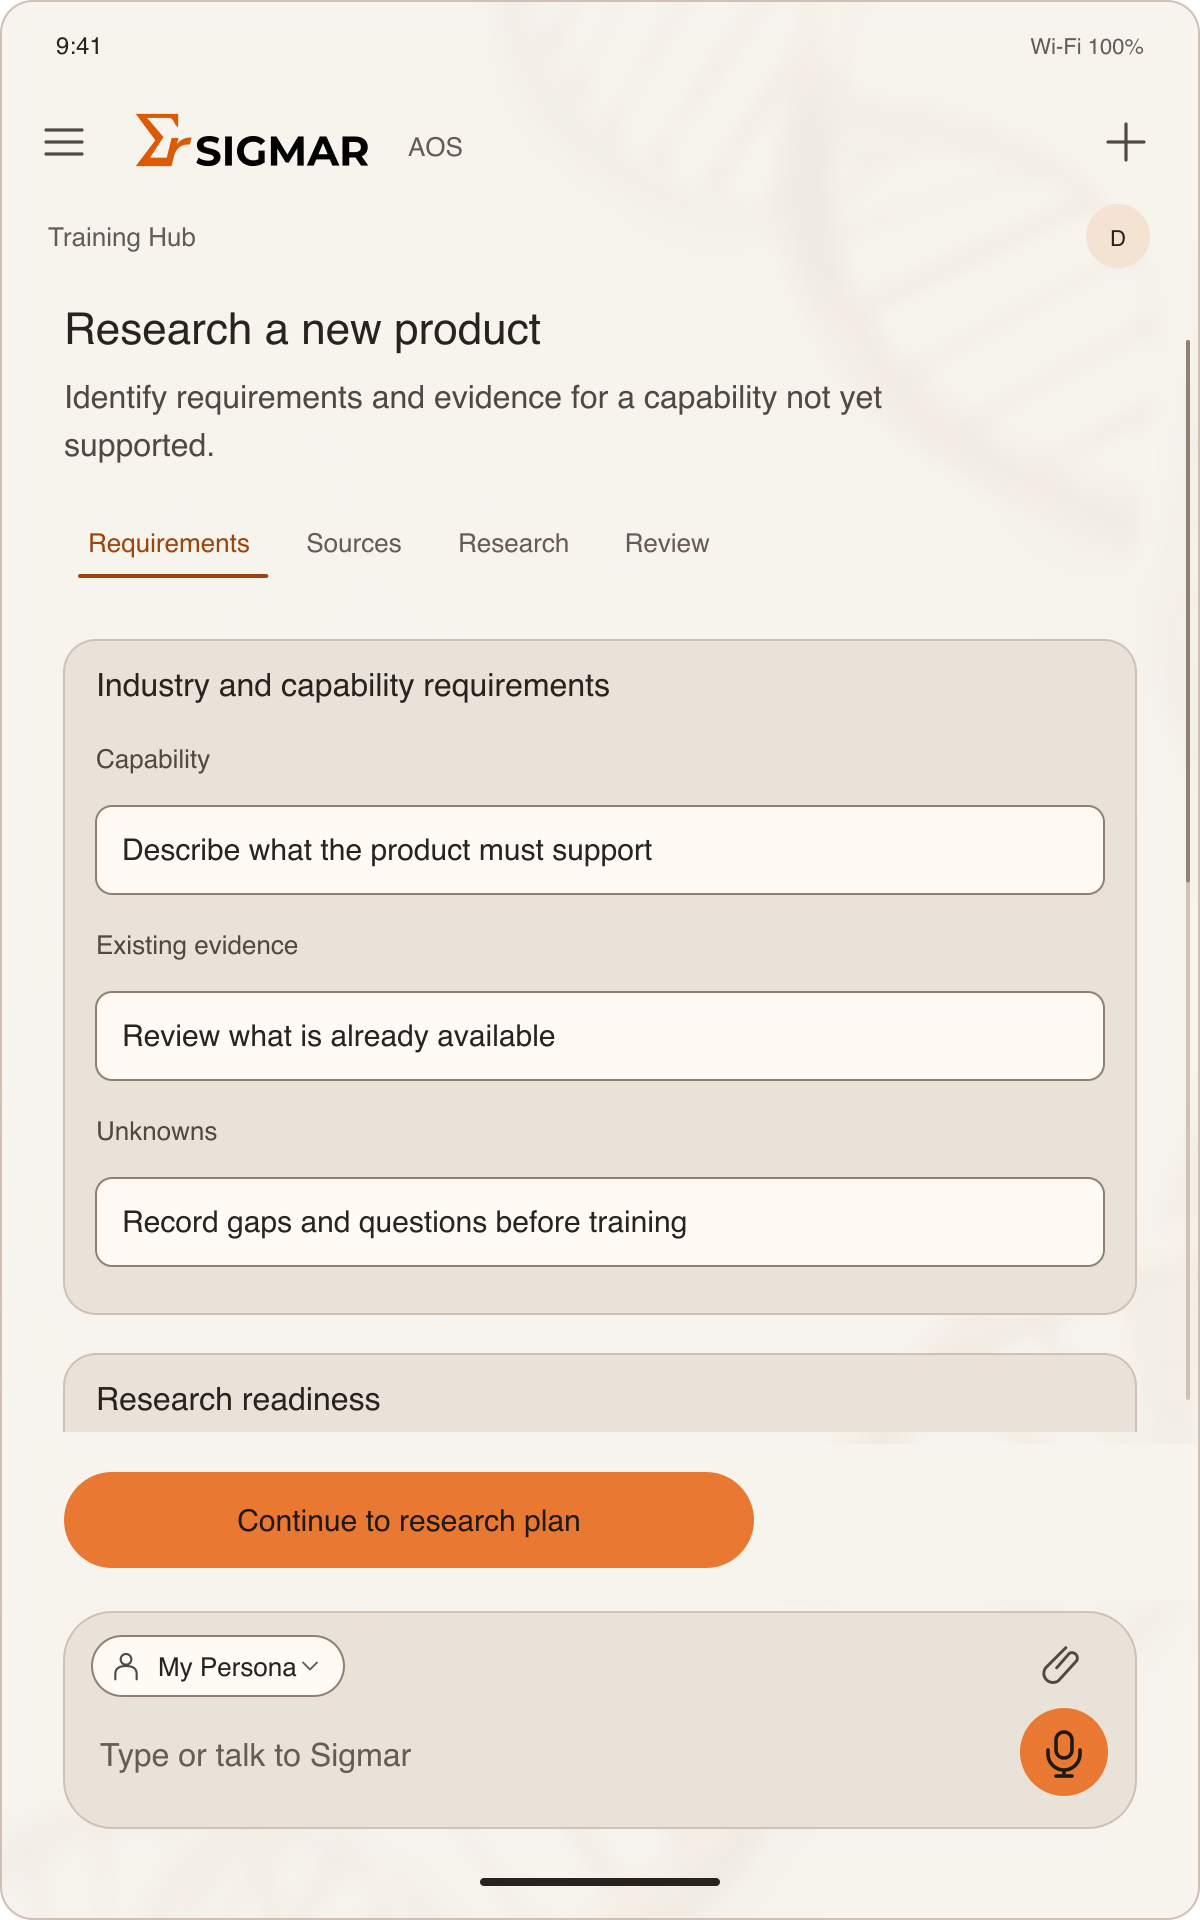 9:41
Wi-Fi 100%
Σr SIGMAR AOS
Training Hub
D
Research a new product
Identify requirements and evidence for a capability not yet
supported.
Requirements Sources Research Review
Industry and capability requirements
Capability
Describe what the product must support
Existing evidence
Review what is already available
Unknowns
Record gaps and questions before training
Research readiness
Continue to research plan
My Persona
Type or talk to Sigmar